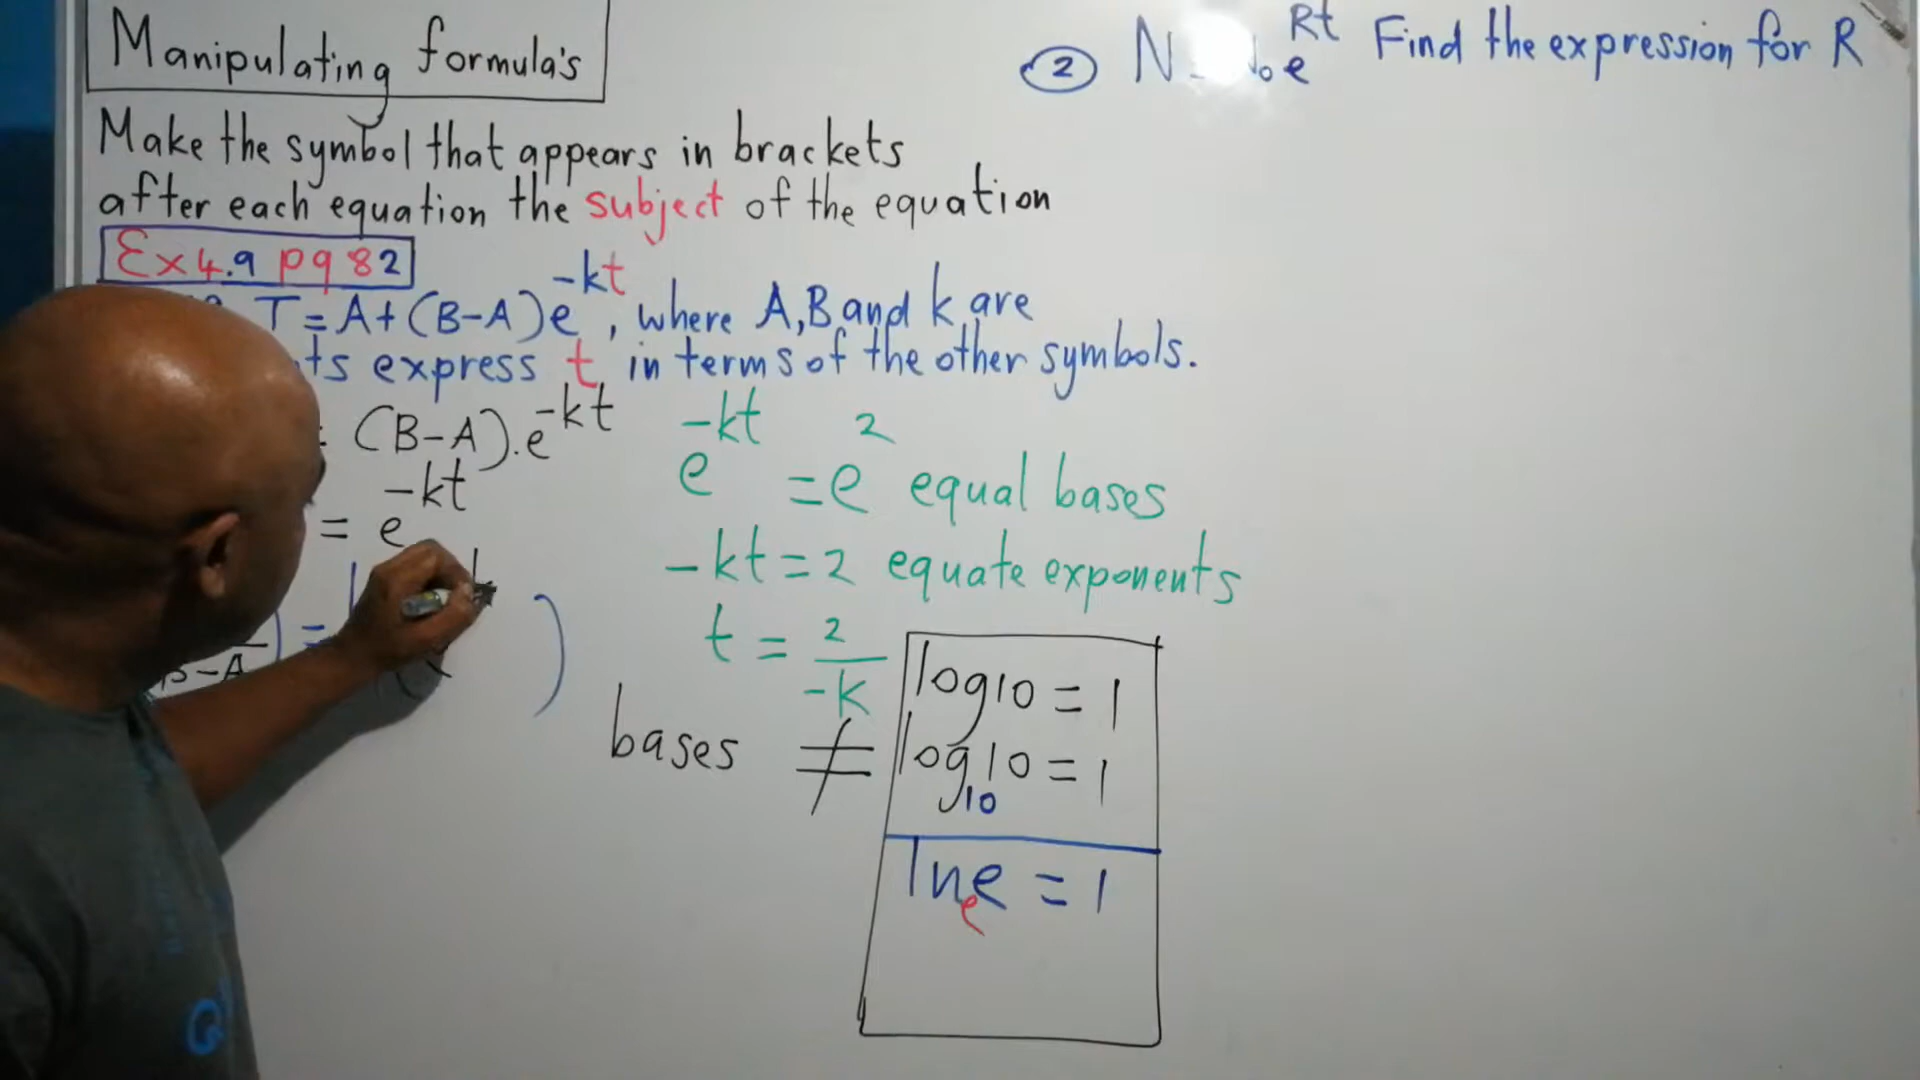 Manipulating formula's
Make the symbol that appears in brackets
after each equation the subject of the equation
Ex4.9 pg 82
T=A+(B-A)e^-kt, where A,B and k are
ts express t in terms of the other symbols.
(B-A).e^-kt
= e^-kt
B-A) = )
e^-kt = e^2 equal bases
-kt=2 equate exponents
t = 2/-k
bases ≠
log10 = 1
log₁₀10 = 1
lnₑe = 1
② N = ₀e^Rt Find the expression for R